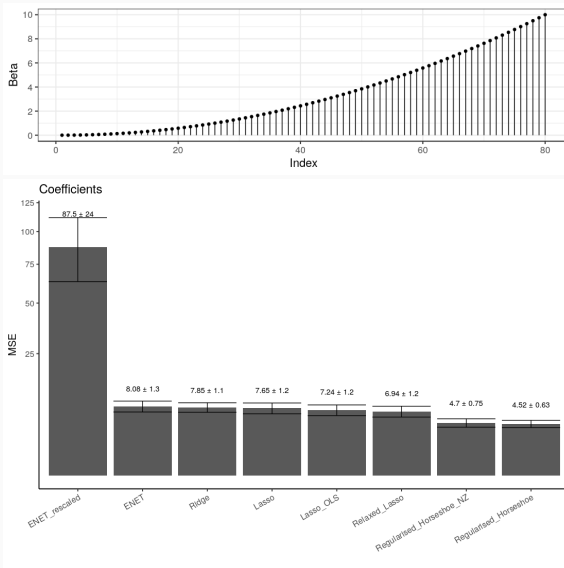 10
8
6
4
2
0
Beta
0 20 40 60 80
Index
Coefficients
125
100
75
50
25
MSE
87.5 ± 24
8.08 ± 1.3
7.85 ± 1.1
7.65 ± 1.2
7.24 ± 1.2
6.94 ± 1.2
4.7 ± 0.75
4.52 ± 0.63
ENET_rescaled
ENET
Ridge
Lasso
Lasso_OLS
Relaxed_Lasso
Regularised_Horseshoe_NZ
Regularised_Horseshoe